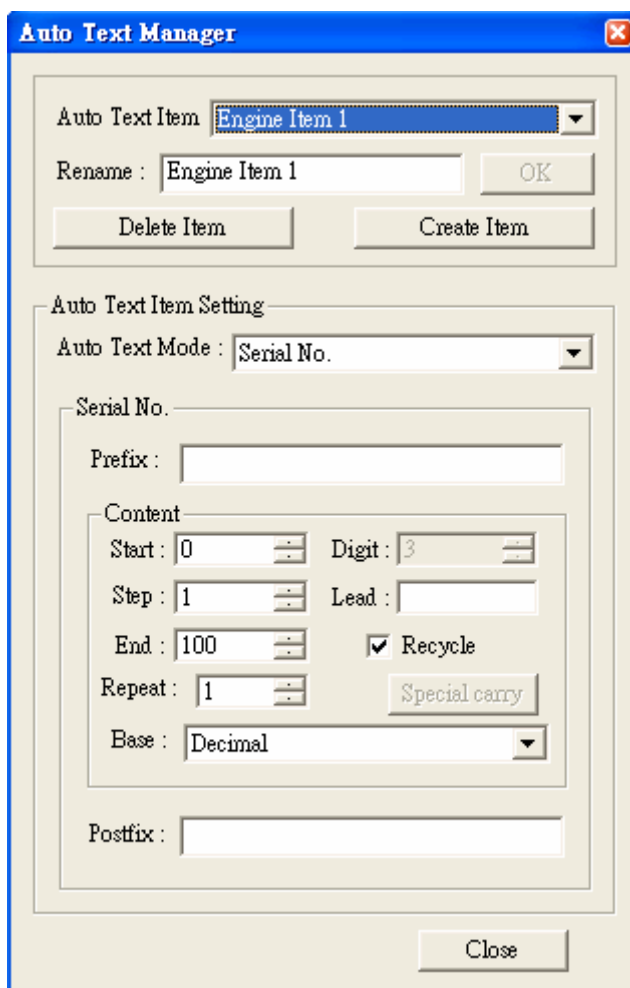 Auto Text Manager
Auto Text Item Engine Item 1
Rename : Engine Item 1 OK
Delete Item Create Item
Auto Text Item Setting
Auto Text Mode : Serial No.
Serial No.
Prefix :
Content
Start : 0 Digit : 3
Step : 1 Lead :
End : 100 Recycle
Repeat : 1 Special carry
Base : Decimal
Postfix :
Close